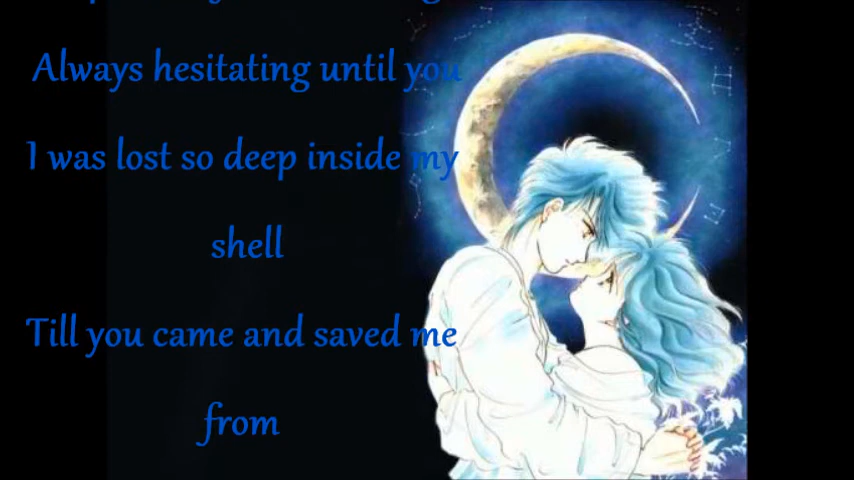 Always hesitating until you
I was lost so deep inside my
shell
Till you came and saved me
from